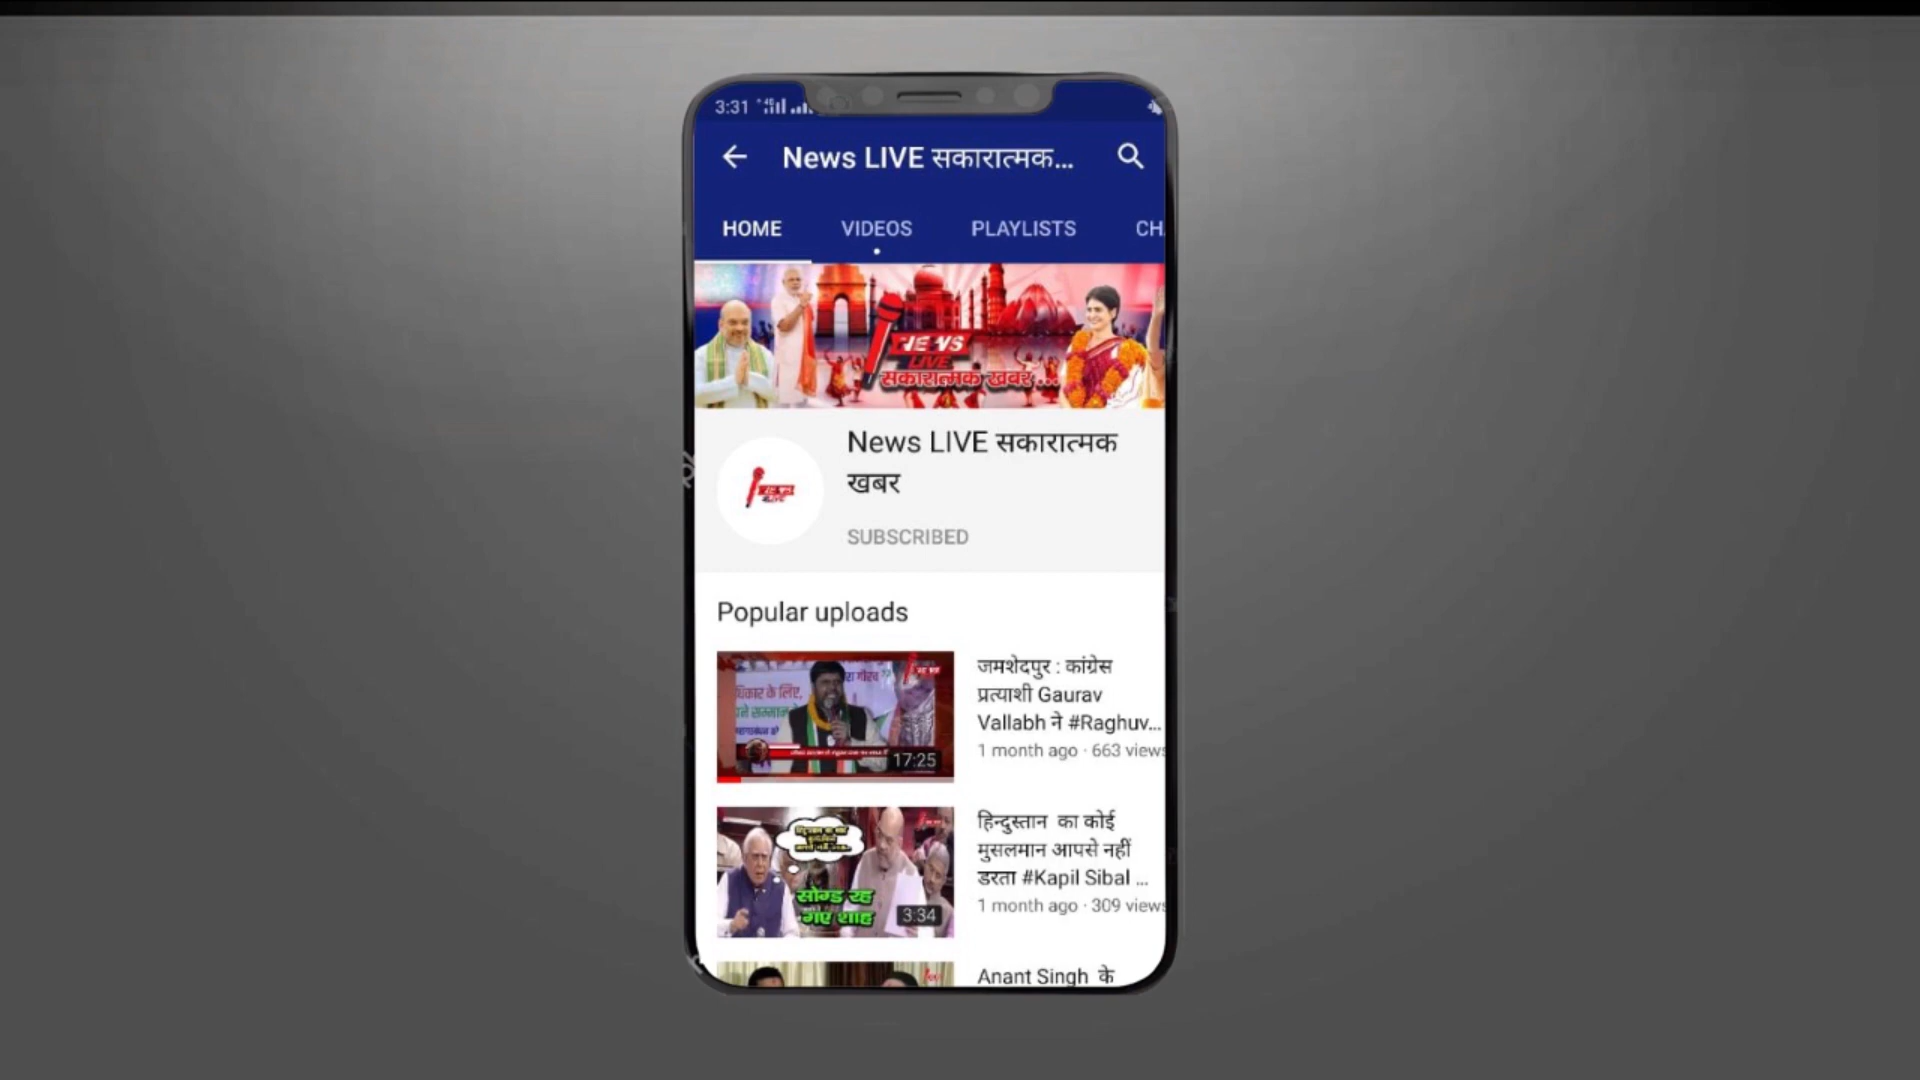 3:31
News LIVE सकारात्मक...
HOME VIDEOS PLAYLISTS CH
NEWS
LIVE
सकारात्मक खबर...
News LIVE सकारात्मक
खबर
SUBSCRIBED
Popular uploads
जमशेदपुर : कांग्रेस
प्रत्याशी Gaurav
Vallabh ने #Raghuv...
1 month ago · 663 views
17:25
हिन्दुस्तान का कोई
मुसलमान आपसे नहीं
डरता #Kapil Sibal ...
1 month ago · 309 views
सोण्ड रह
गए शाह
3:34
Anant Singh के